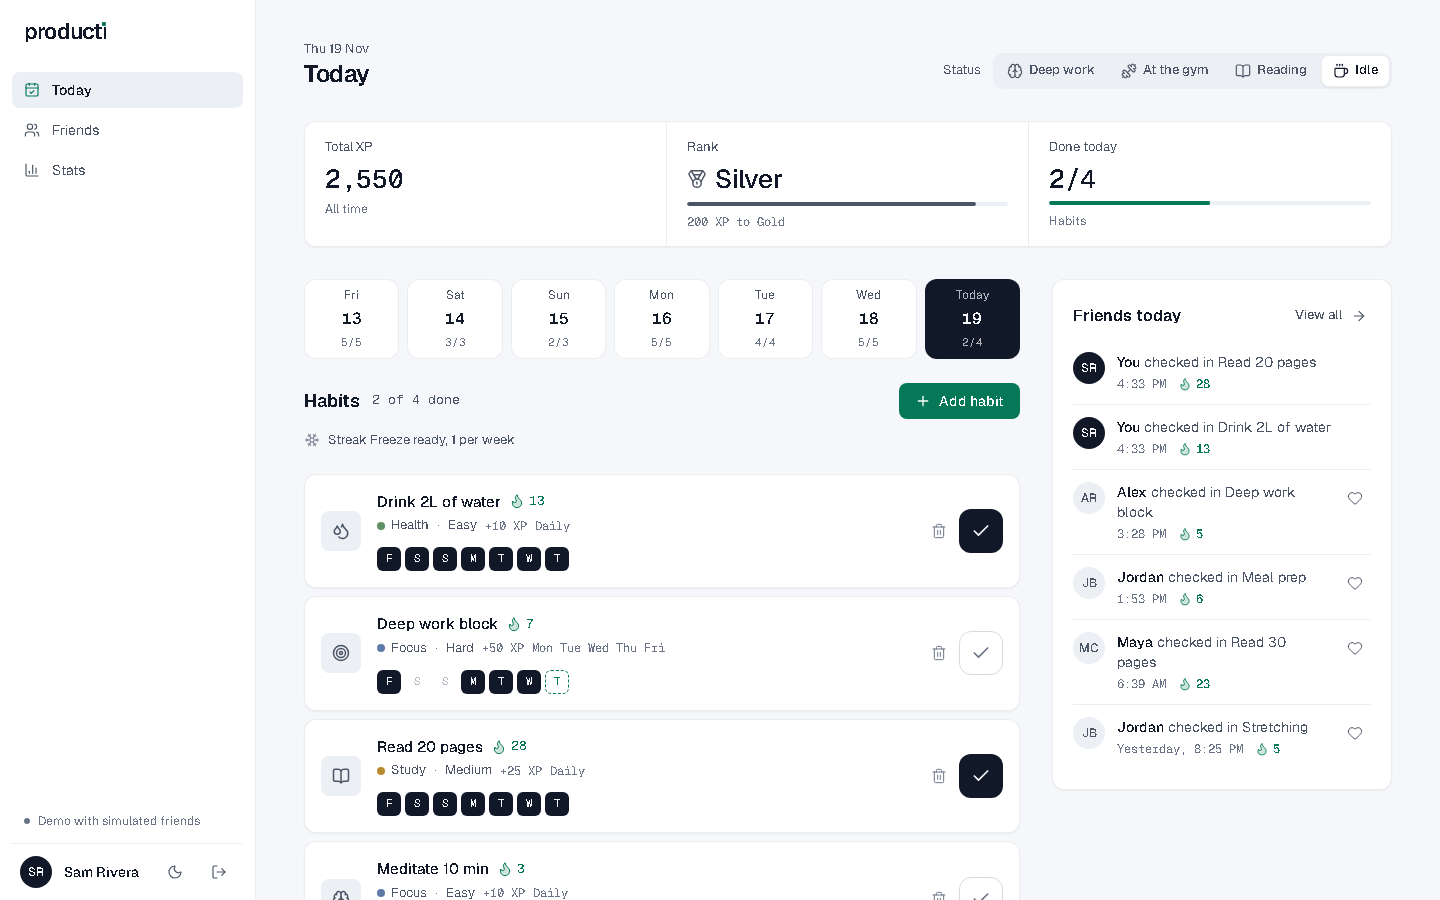 producti
Today
Friends
Stats
Demo with simulated friends
SR Sam Rivera
Thu 19 Nov
Today
Status Deep work At the gym Reading Idle
Total XP
2,550
All time
Rank
Silver
200 XP to Gold
Done today
2/4
Habits
Fri
13
5/5
Sat
14
3/3
Sun
15
2/3
Mon
16
5/5
Tue
17
4/4
Wed
18
5/5
Today
19
2/4
Habits 2 of 4 done
Add habit
Streak Freeze ready, 1 per week
Drink 2L of water 13
Health · Easy +10 XP Daily
F S S M T W T
Deep work block 7
Focus · Hard +50 XP Mon Tue Wed Thu Fri
F S S M T W T
Read 20 pages 28
Study · Medium +25 XP Daily
F S S M T W T
Meditate 10 min 3
Focus · Easy +10 XP Daily
Friends today View all
SR You checked in Read 20 pages
4:33 PM 28
SR You checked in Drink 2L of water
4:33 PM 13
AR Alex checked in Deep work
block
3:28 PM 5
JB Jordan checked in Meal prep
1:53 PM 6
MC Maya checked in Read 30
pages
6:39 AM 23
JB Jordan checked in Stretching
Yesterday, 8:25 PM 5